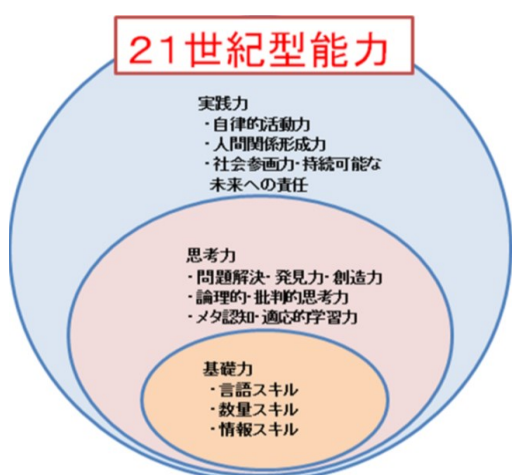 21世紀型能力
実践力
・自律的活動力
・人間関係形成力
・社会参画力・持続可能な
未来への責任
思考力
・問題解決・発見力・創造力
・論理的・批判的思考力
・メタ認知・適応的学習力
基礎力
・言語スキル
・数量スキル
・情報スキル